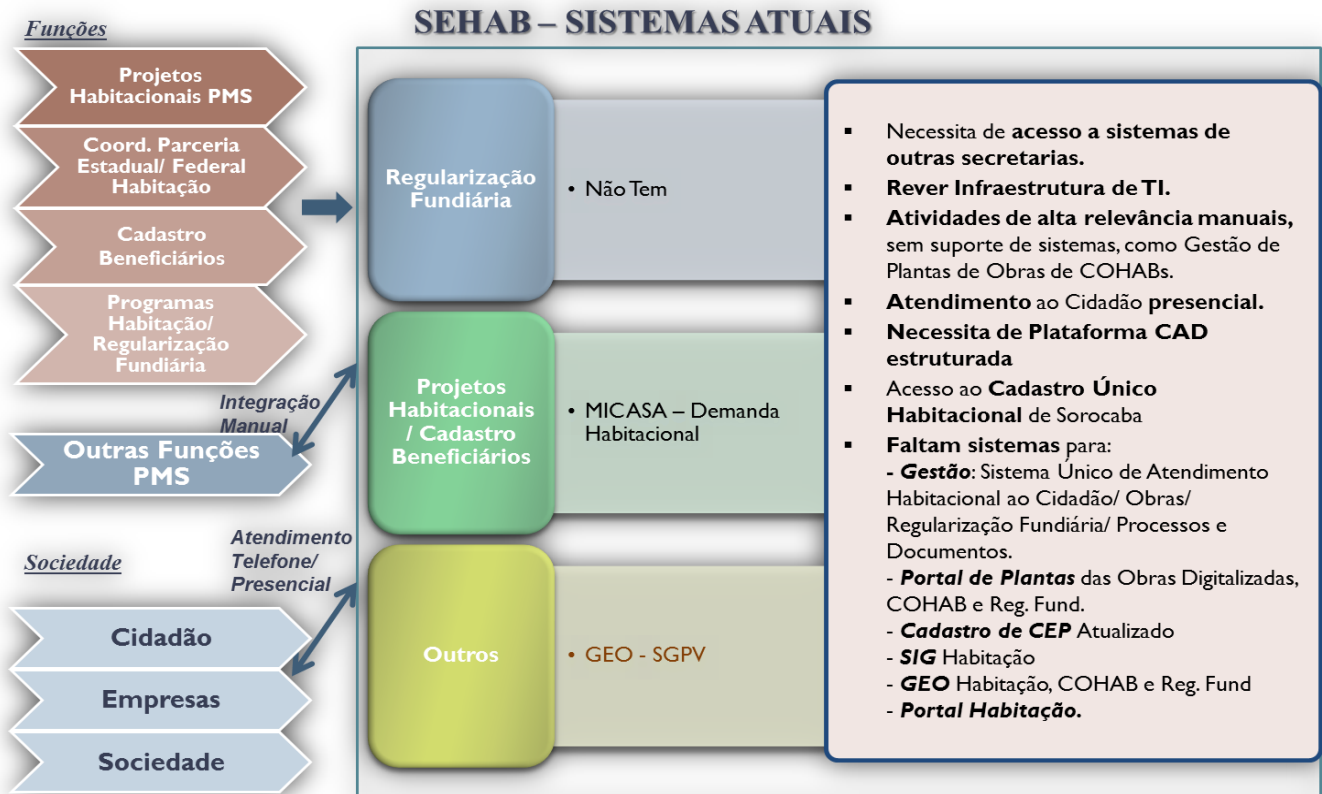 SEHAB – SISTEMAS ATUAIS
Funções
Projetos
Habitacionais PMS
Coord. Parceria
Estadual/ Federal
Habitação
Cadastro
Beneficiários
Programas
Habitação/
Regularização
Fundiária
Integração
Manual
Outras Funções
PMS
Atendimento
Telefone/
Presencial
Sociedade
Cidadão
Empresas
Sociedade
Regularização
Fundiária
• Não Tem
Projetos
Habitacionais
/ Cadastro
Beneficiários
• MICASA – Demanda
Habitacional
Outros
• GEO - SGPV
▪ Necessita de acesso a sistemas de
outras secretarias.
▪ Rever Infraestrutura de TI.
▪ Atividades de alta relevância manuais,
sem suporte de sistemas, como Gestão de
Plantas de Obras de COHABs.
▪ Atendimento ao Cidadão presencial.
▪ Necessita de Plataforma CAD
estruturada
▪ Acesso ao Cadastro Único
Habitacional de Sorocaba
▪ Faltam sistemas para:
- Gestão: Sistema Único de Atendimento
Habitacional ao Cidadão/ Obras/
Regularização Fundiária/ Processos e
Documentos.
- Portal de Plantas das Obras Digitalizadas,
COHAB e Reg. Fund.
- Cadastro de CEP Atualizado
- SIG Habitação
- GEO Habitação, COHAB e Reg. Fund
- Portal Habitação.